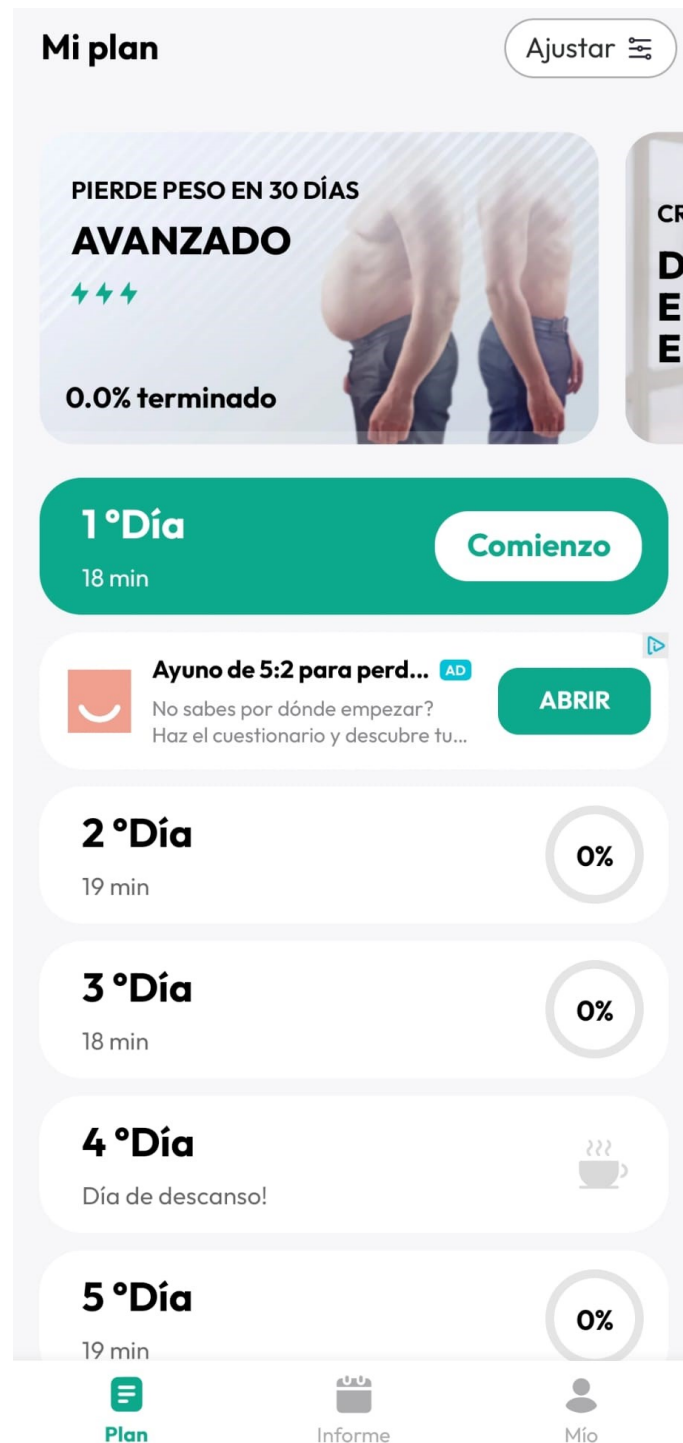 Mi plan
Ajustar
PIERDE PESO EN 30 DÍAS
AVANZADO
0.0% terminado
CR
D
E
E
1 °Día
18 min
Comienzo
Ayuno de 5:2 para perd... AD
No sabes por dónde empezar?
Haz el cuestionario y descubre tu...
ABRIR
2 °Día
19 min
0%
3 °Día
18 min
0%
4 °Día
Día de descanso!
5 °Día
19 min
0%
Plan
Informe
Mío